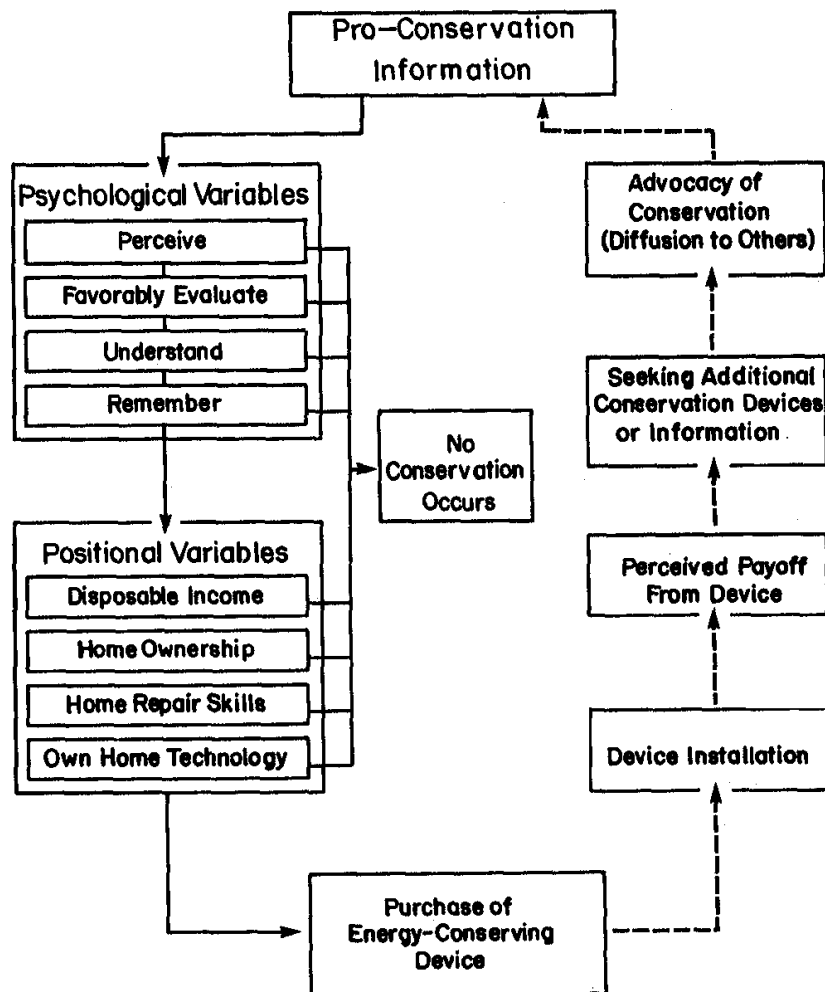 Pro-Conservation
Information
Psychological Variables
Perceive
Favorably Evaluate
Understand
Remember
No
Conservation
Occurs
Positional Variables
Disposable Income
Home Ownership
Home Repair Skills
Own Home Technology
Purchase of
Energy-Conserving
Device
Device Installation
Perceived Payoff
From Device
Seeking Additional
Conservation Devices
or Information
Advocacy of
Conservation
(Diffusion to Others)